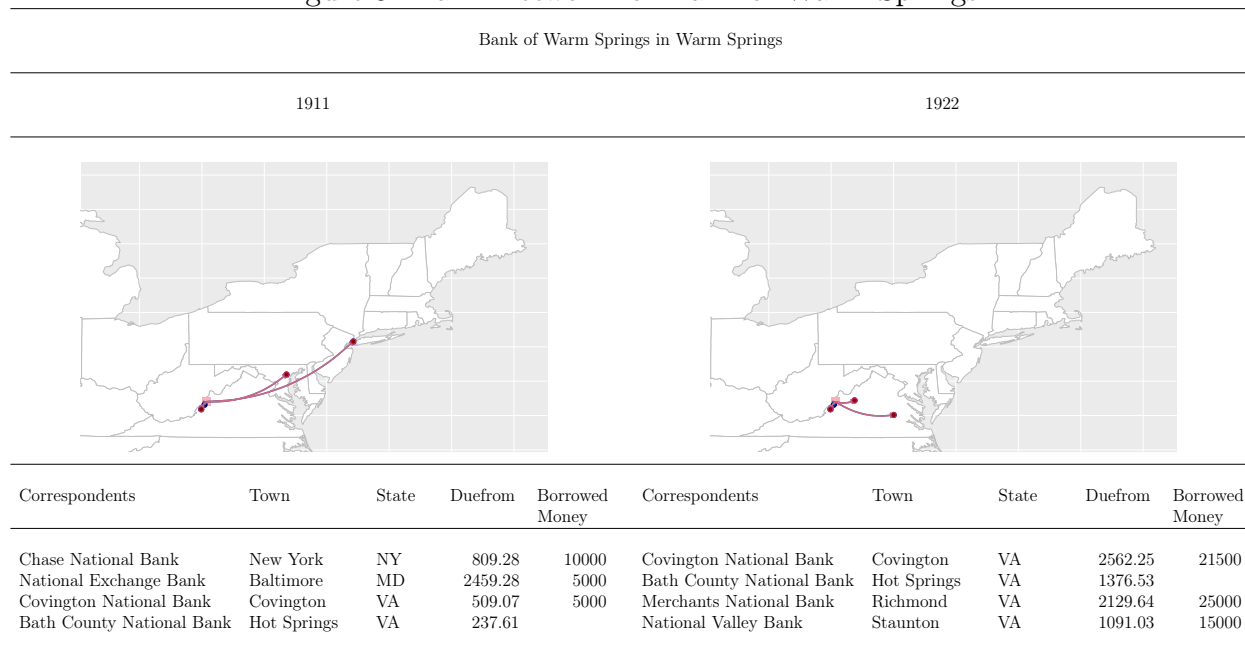 Bank of Warm Springs in Warm Springs
1911 1922
Correspondents Town State Duefrom Borrowed Money Correspondents Town State Duefrom Borrowed Money
Chase National Bank New York NY 809.28 10000 Covington National Bank Covington VA 2562.25 21500
National Exchange Bank Baltimore MD 2459.28 5000 Bath County National Bank Hot Springs VA 1376.53
Covington National Bank Covington VA 509.07 5000 Merchants National Bank Richmond VA 2129.64 25000
Bath County National Bank Hot Springs VA 237.61 National Valley Bank Staunton VA 1091.03 15000